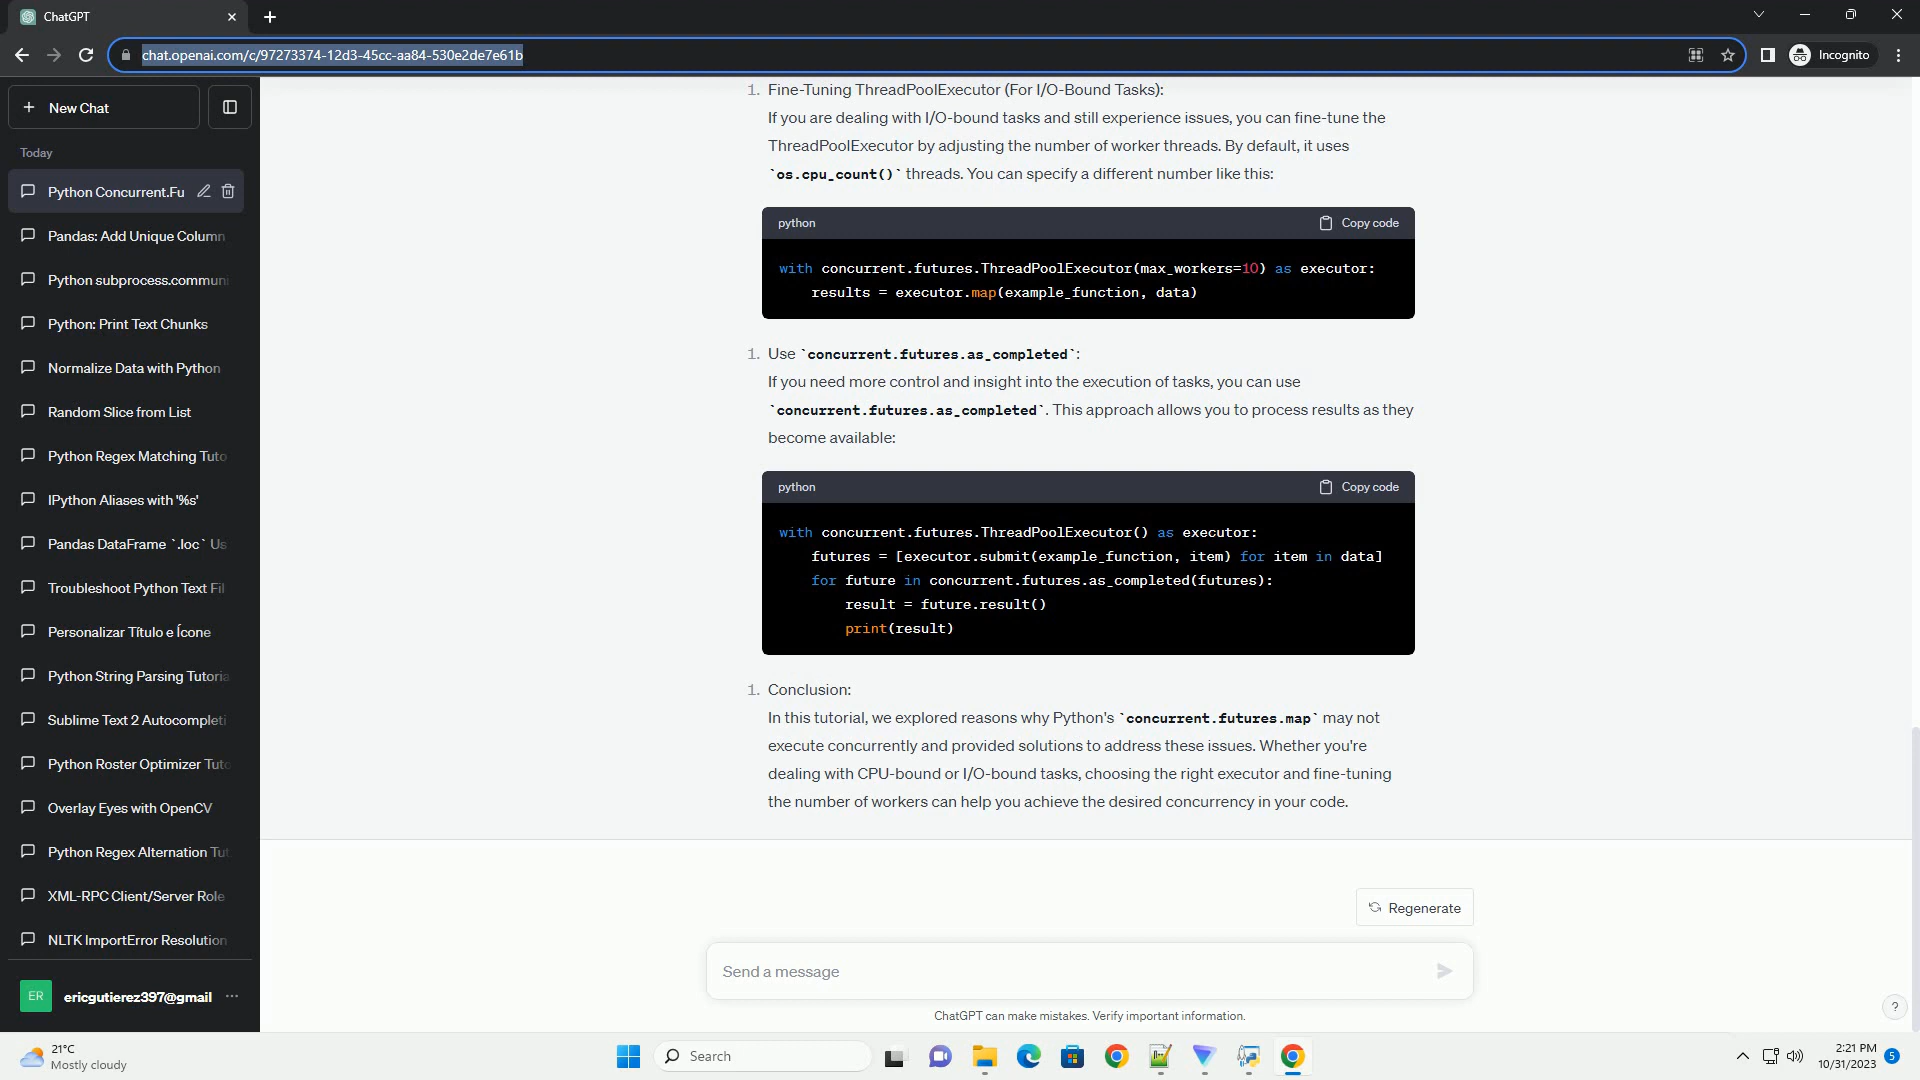 ChatGPT
chat.openai.com/c/97273374-12d3-45cc-aa84-530e2de7e61b
Incognito
New Chat
Today
Python Concurrent.Fu
Pandas: Add Unique Column
Python subprocess.commun
Python: Print Text Chunks
Normalize Data with Python
Random Slice from List
Python Regex Matching Tuto
IPython Aliases with '%s'
Pandas DataFrame `.loc` Us
Troubleshoot Python Text Fil
Personalizar Título e Ícone
Python String Parsing Tutoria
Sublime Text 2 Autocompleti
Python Roster Optimizer Tuto
Overlay Eyes with OpenCV
Python Regex Alternation Tut
XML-RPC Client/Server Role
NLTK ImportError Resolution
ER
ericgutierez397@gmail
1. Fine-Tuning ThreadPoolExecutor (For I/O-Bound Tasks):
If you are dealing with I/O-bound tasks and still experience issues, you can fine-tune the
ThreadPoolExecutor by adjusting the number of worker threads. By default, it uses
`os.cpu_count()` threads. You can specify a different number like this:
python
Copy code
with concurrent.futures.ThreadPoolExecutor(max_workers=10) as executor:
    results = executor.map(example_function, data)
1. Use `concurrent.futures.as_completed`:
If you need more control and insight into the execution of tasks, you can use
`concurrent.futures.as_completed`. This approach allows you to process results as they
become available:
python
Copy code
with concurrent.futures.ThreadPoolExecutor() as executor:
    futures = [executor.submit(example_function, item) for item in data]
    for future in concurrent.futures.as_completed(futures):
        result = future.result()
        print(result)
1. Conclusion:
In this tutorial, we explored reasons why Python's `concurrent.futures.map` may not
execute concurrently and provided solutions to address these issues. Whether you're
dealing with CPU-bound or I/O-bound tasks, choosing the right executor and fine-tuning
the number of workers can help you achieve the desired concurrency in your code.
Regenerate
Send a message
ChatGPT can make mistakes. Verify important information.
?
21°C
Mostly cloudy
Search
2:21 PM
10/31/2023
5